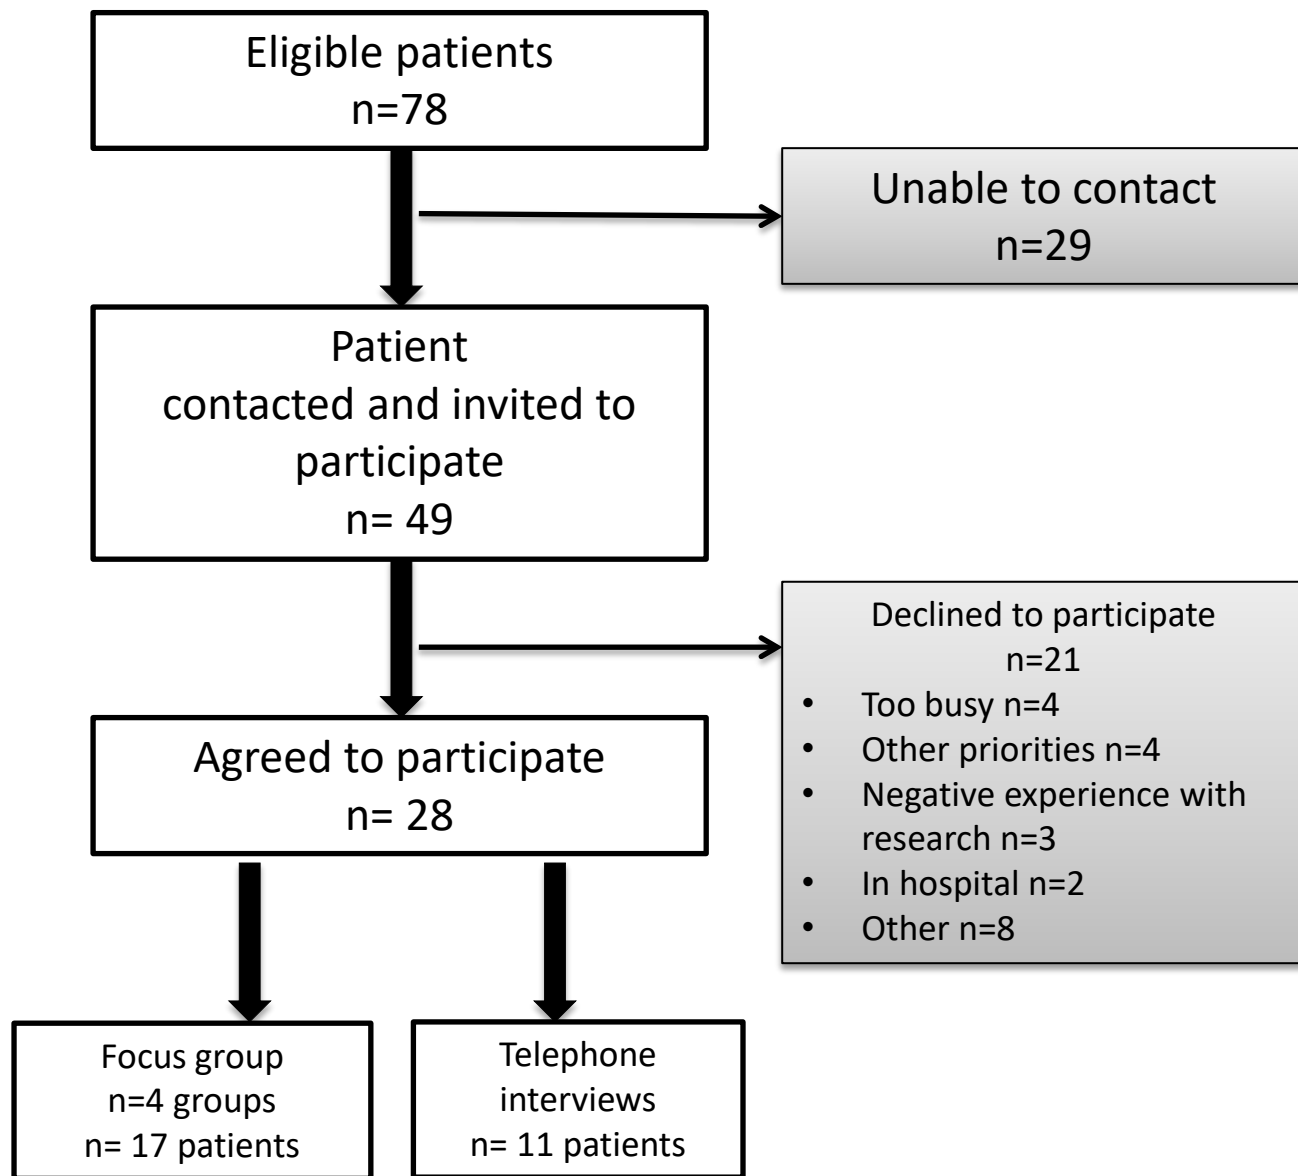 Eligible patients
n=78
Unable to contact
n=29
Patient
contacted and invited to
participate
n= 49
Declined to participate
n=21
• Too busy n=4
• Other priorities n=4
• Negative experience with
research n=3
• In hospital n=2
• Other n=8
Agreed to participate
n= 28
Focus group
n=4 groups
n= 17 patients
Telephone
interviews
n= 11 patients